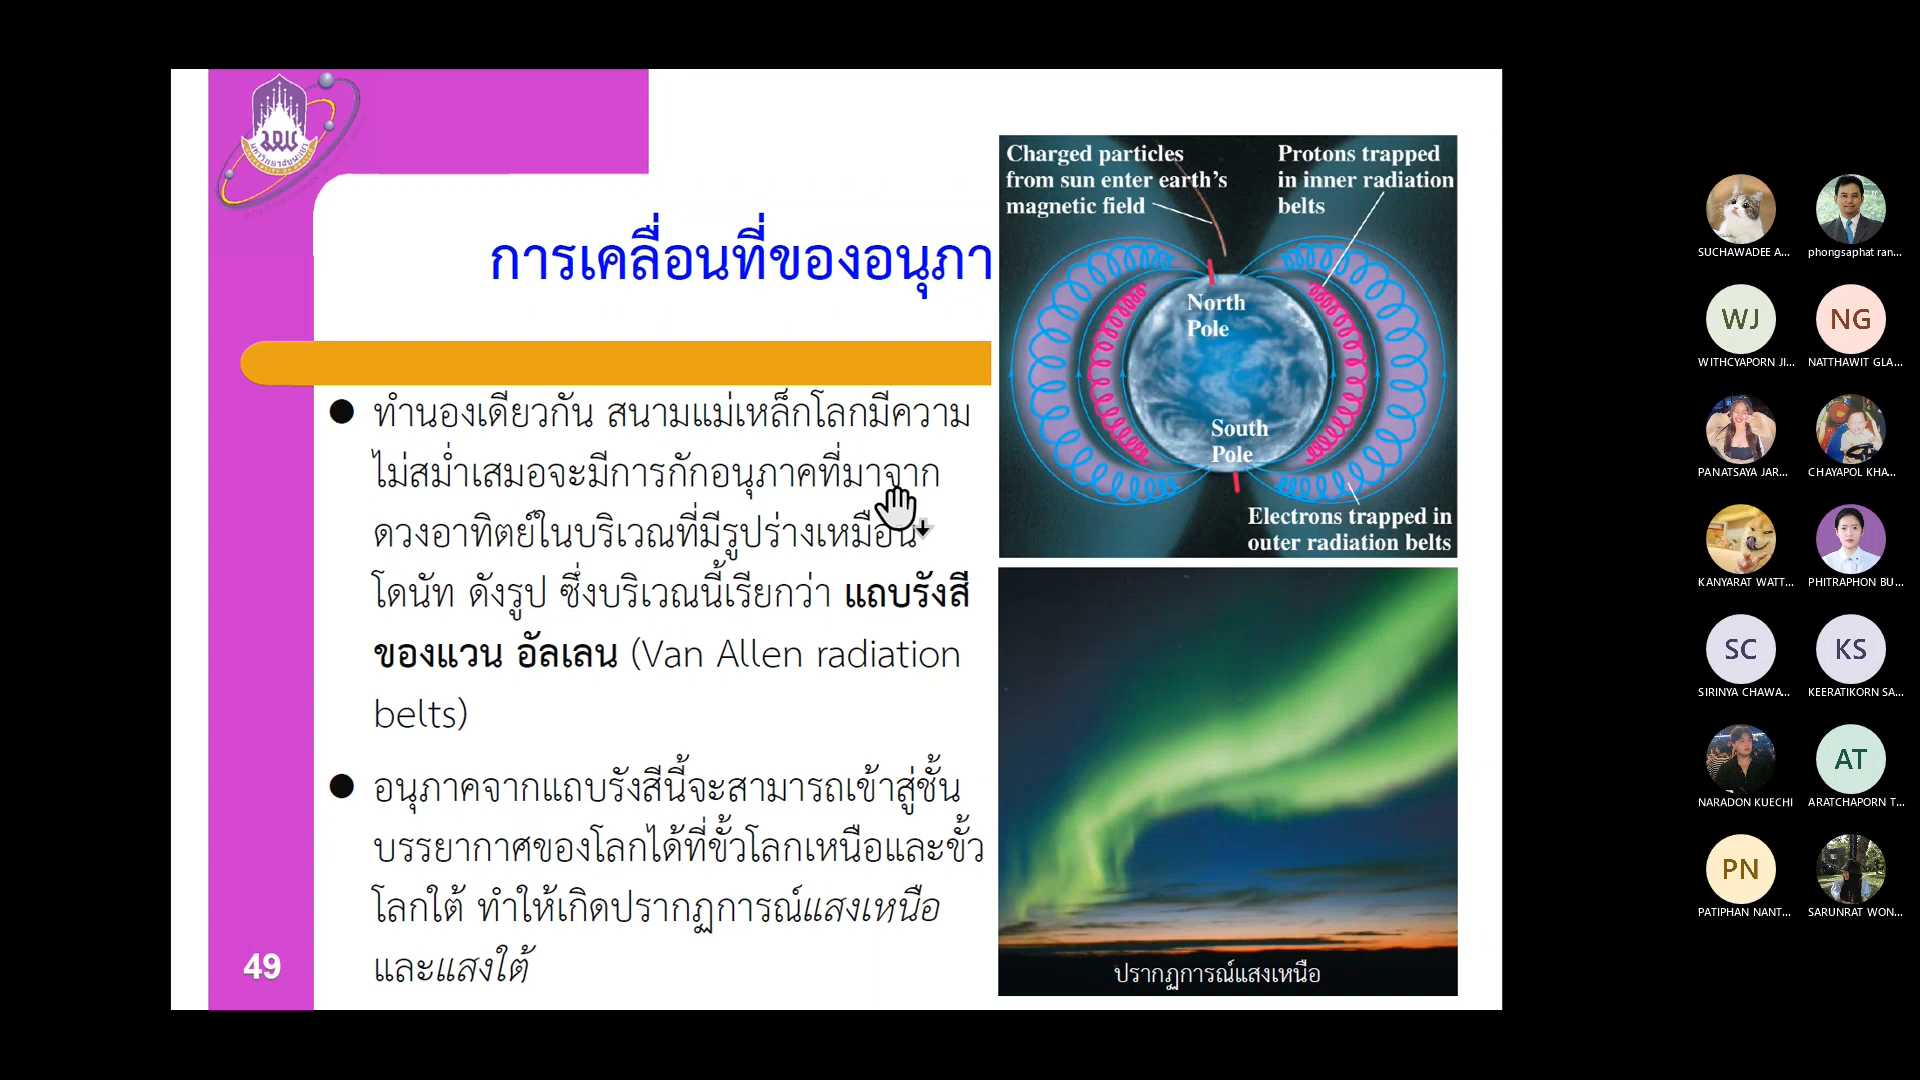 การเคลื่อนที่ของอนุภา
ทำนองเดียวกัน สนามแม่เหล็กโลกมีความ
ไม่สม่ำเสมอจะมีการกักอนุภาคที่มาจาก
ดวงอาทิตย์ในบริเวณที่มีรูปร่างเหมือน
โดนัท ดังรูป ซึ่งบริเวณนี้เรียกว่า แถบรังสี
ของแวน อัลเลน (Van Allen radiation
belts)
อนุภาคจากแถบรังสีนี้จะสามารถเข้าสู่ชั้น
บรรยากาศของโลกได้ที่ขั้วโลกเหนือและขั้ว
โลกใต้ ทำให้เกิดปรากฏการณ์แสงเหนือ
และแสงใต้
49
Charged particles
from sun enter earth's
magnetic field
Protons trapped
in inner radiation
belts
North
Pole
South
Pole
Electrons trapped in
outer radiation belts
ปรากฏการณ์แสงเหนือ
SUCHAWADEE A...
phongsaphat ran...
WJ
WITHCYAPORN JI...
NG
NATTHAWIT GLA...
PANATSAYA JAR...
CHAYAPOL KHA...
KANYARAT WATT...
PHITRAPHON BU...
SC
SIRINYA CHAWA...
KS
KEERATIKORN SA...
NARADON KUECHI
AT
ARATCHAPORN T...
PN
PATIPHAN NANT...
SARUNRAT WON...